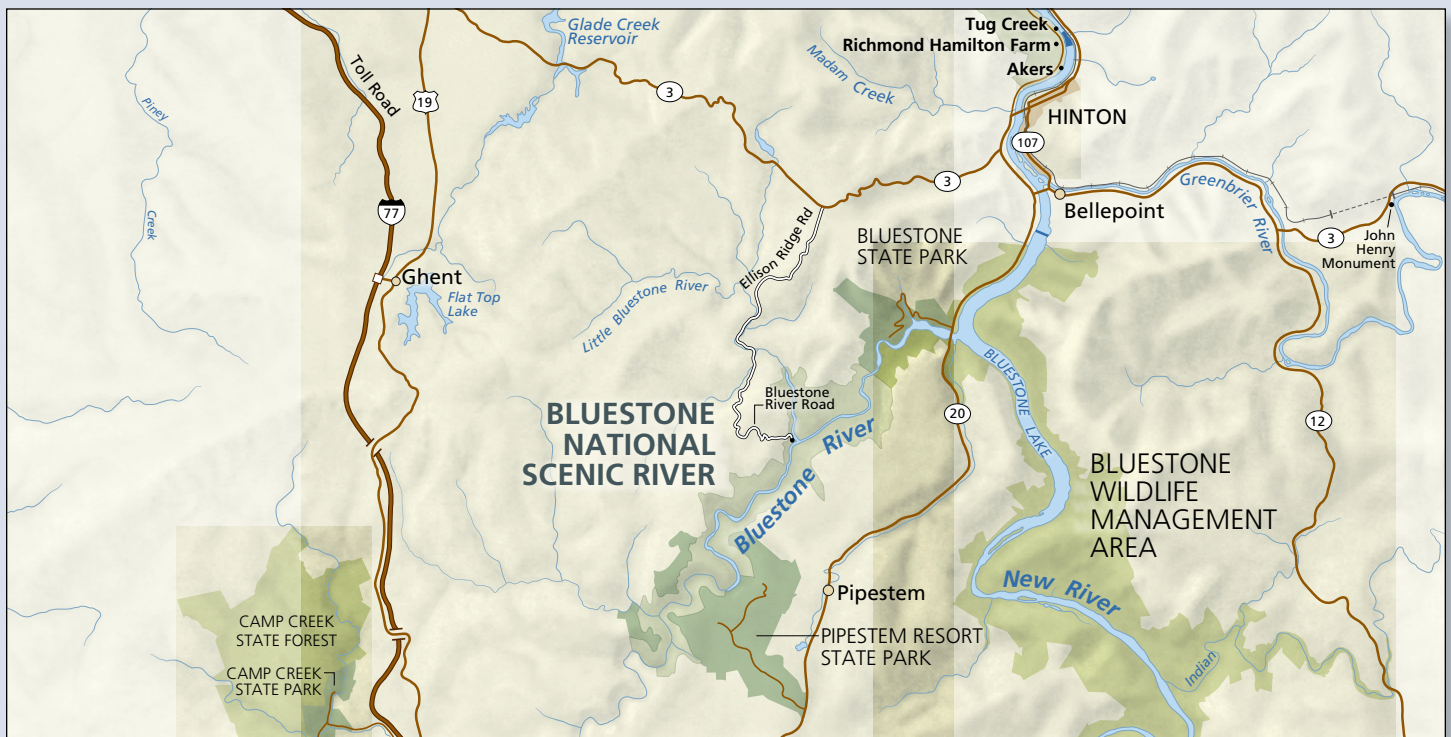 Glade Creek
Reservoir
Tug Creek
Richmond Hamilton Farm
Akers
Toll Road
19
3
Madam Creek
Piney
Creek
HINTON
107
3
77
Bellepoint
Greenbrier River
3
John
Henry
Monument
Ghent
Flat Top
Lake
Ellison Ridge Rd
BLUESTONE
STATE PARK
Little Bluestone River
BLUESTONE LAKE
Bluestone
River Road
20
12
BLUESTONE
NATIONAL
SCENIC RIVER
Bluestone River
BLUESTONE
WILDLIFE
MANAGEMENT
AREA
New River
Pipestem
PIPESTEM RESORT
STATE PARK
CAMP CREEK
STATE FOREST
CAMP CREEK
STATE PARK
Indian